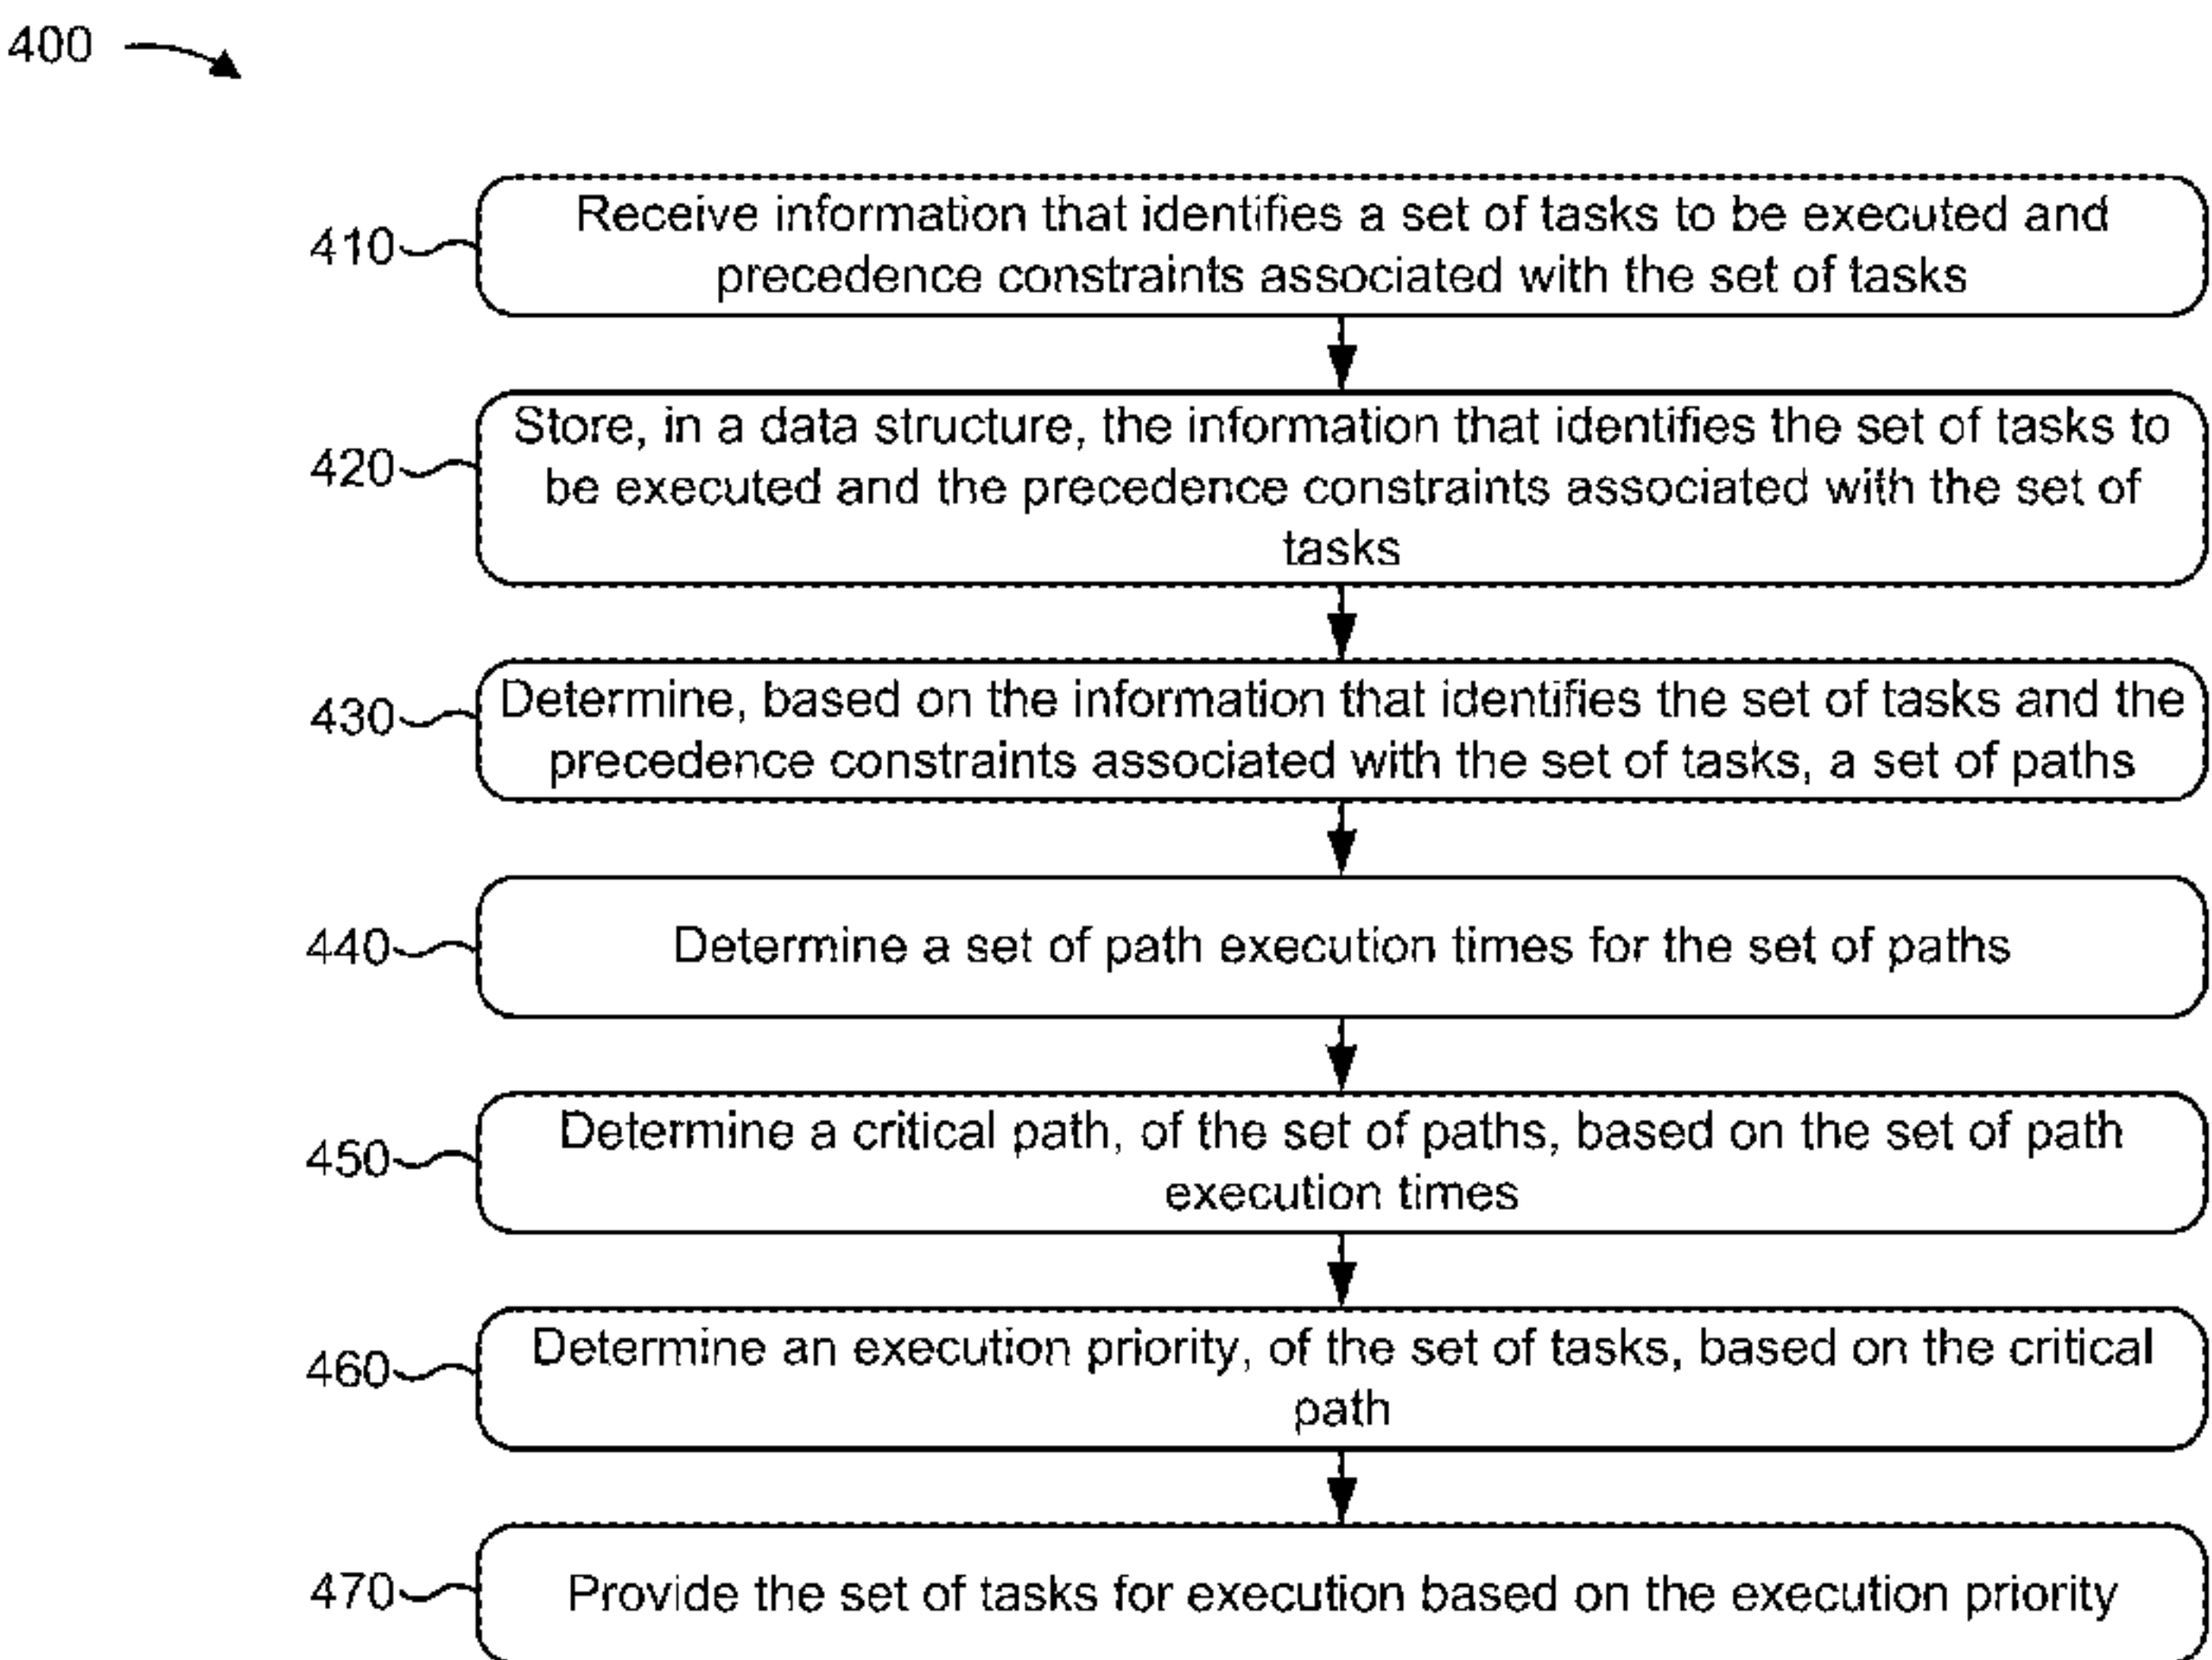 400
410
Receive information that identifies a set of tasks to be executed and
precedence constraints associated with the set of tasks
420
Store, in a data structure, the information that identifies the set of tasks to
be executed and the precedence constraints associated with the set of
tasks
430
Determine, based on the information that identifies the set of tasks and the
precedence constraints associated with the set of tasks, a set of paths
440
Determine a set of path execution times for the set of paths
450
Determine a critical path, of the set of paths, based on the set of path
execution times
460
Determine an execution priority, of the set of tasks, based on the critical
path
470
Provide the set of tasks for execution based on the execution priority